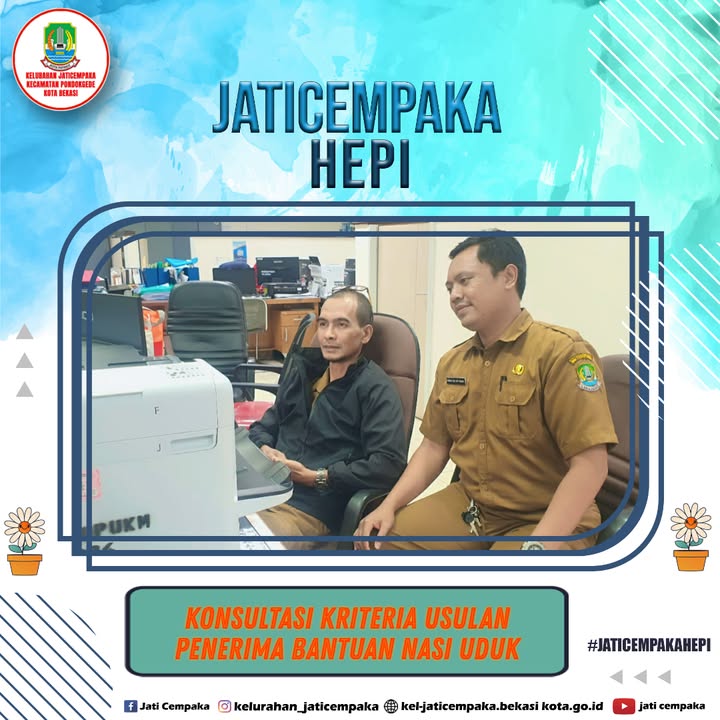 KELURAHAN JATICEMPAKA
KECAMATAN PONDOKGEDE
KOTA BEKASI
JATICEMPAKA
HEPI
F
J
PUKM
KONSULTASI KRITERIA USULAN
PENERIMA BANTUAN NASI UDUK
#JATICEMPAKAHEPI
Jati Cempaka kelurahan_jaticempaka kel-jaticempaka.bekasi kota.go.id jati cempaka